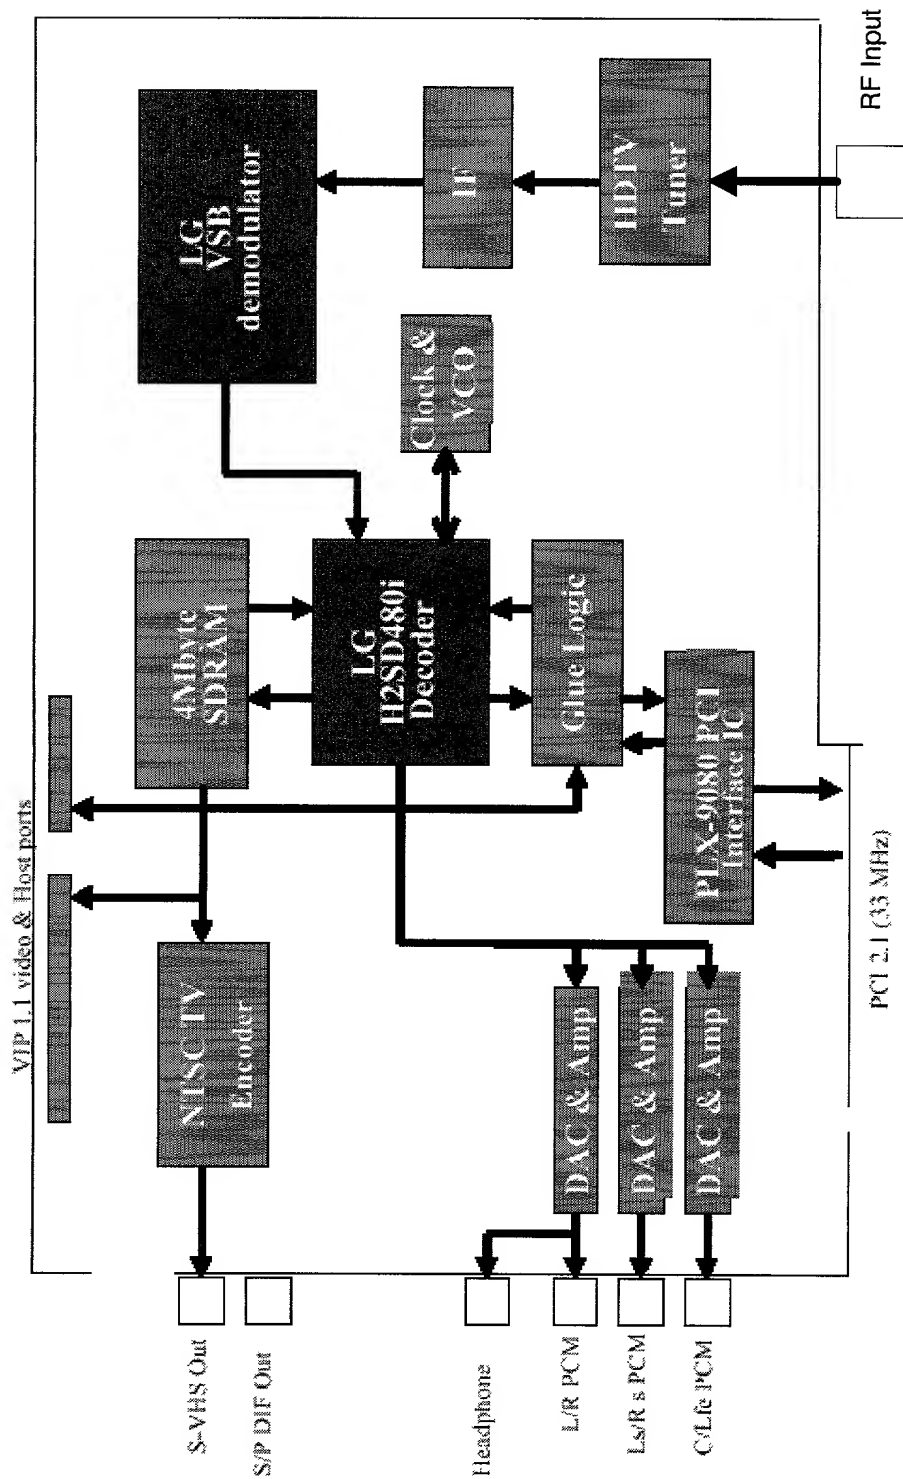 VIP 1.1 video & Host ports
S-VHS Out
S/P DIF Out
Headphone
L/R PCM
Ls/R s PCM
C/Lfe PCM
NTSC TV
Encoder
4Mbyte
SDRAM
LG
VSB
demodulator
LG
H2SD480i
Decoder
Clock &
VCO
IF
HDTV
Tuner
RF Input
Glue Logic
PLX-9080 PCI
Interface IC
DAC & Amp
DAC & Amp
DAC & Amp
PCI 2.1 (33 MHz)